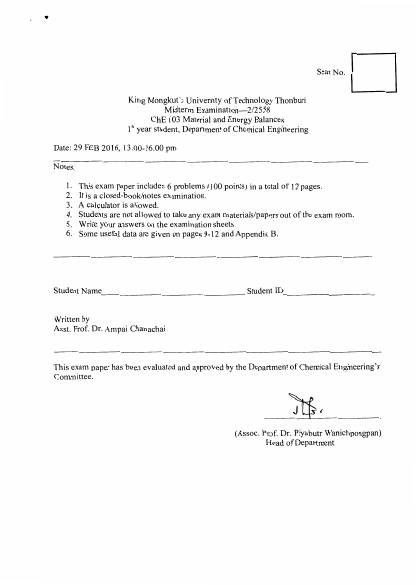 Seat No.
King Mongkut's University of Technology Thonburi
Midterm Examination—2/2558
ChE 103 Material and Energy Balances
1st year student, Department of Chemical Engineering
Date: 29 FEB 2016, 13.00-16.00 pm
Notes:
1. This exam paper includes 6 problems (100 points) in a total of 12 pages.
2. It is a closed-book/notes examination.
3. A calculator is allowed.
4. Students are not allowed to take any exam materials/papers out of the exam room.
5. Write your answers on the examination sheets.
6. Some useful data are given on pages 9-12 and Appendix B.
Student Name Student ID
Written by
Asst. Prof. Dr. Ampai Chanachai
This exam paper has been evaluated and approved by the Department of Chemical Engineering's
Committee.
(Assoc. Prof. Dr. Piyabutr Wanichpongpan)
Head of Department